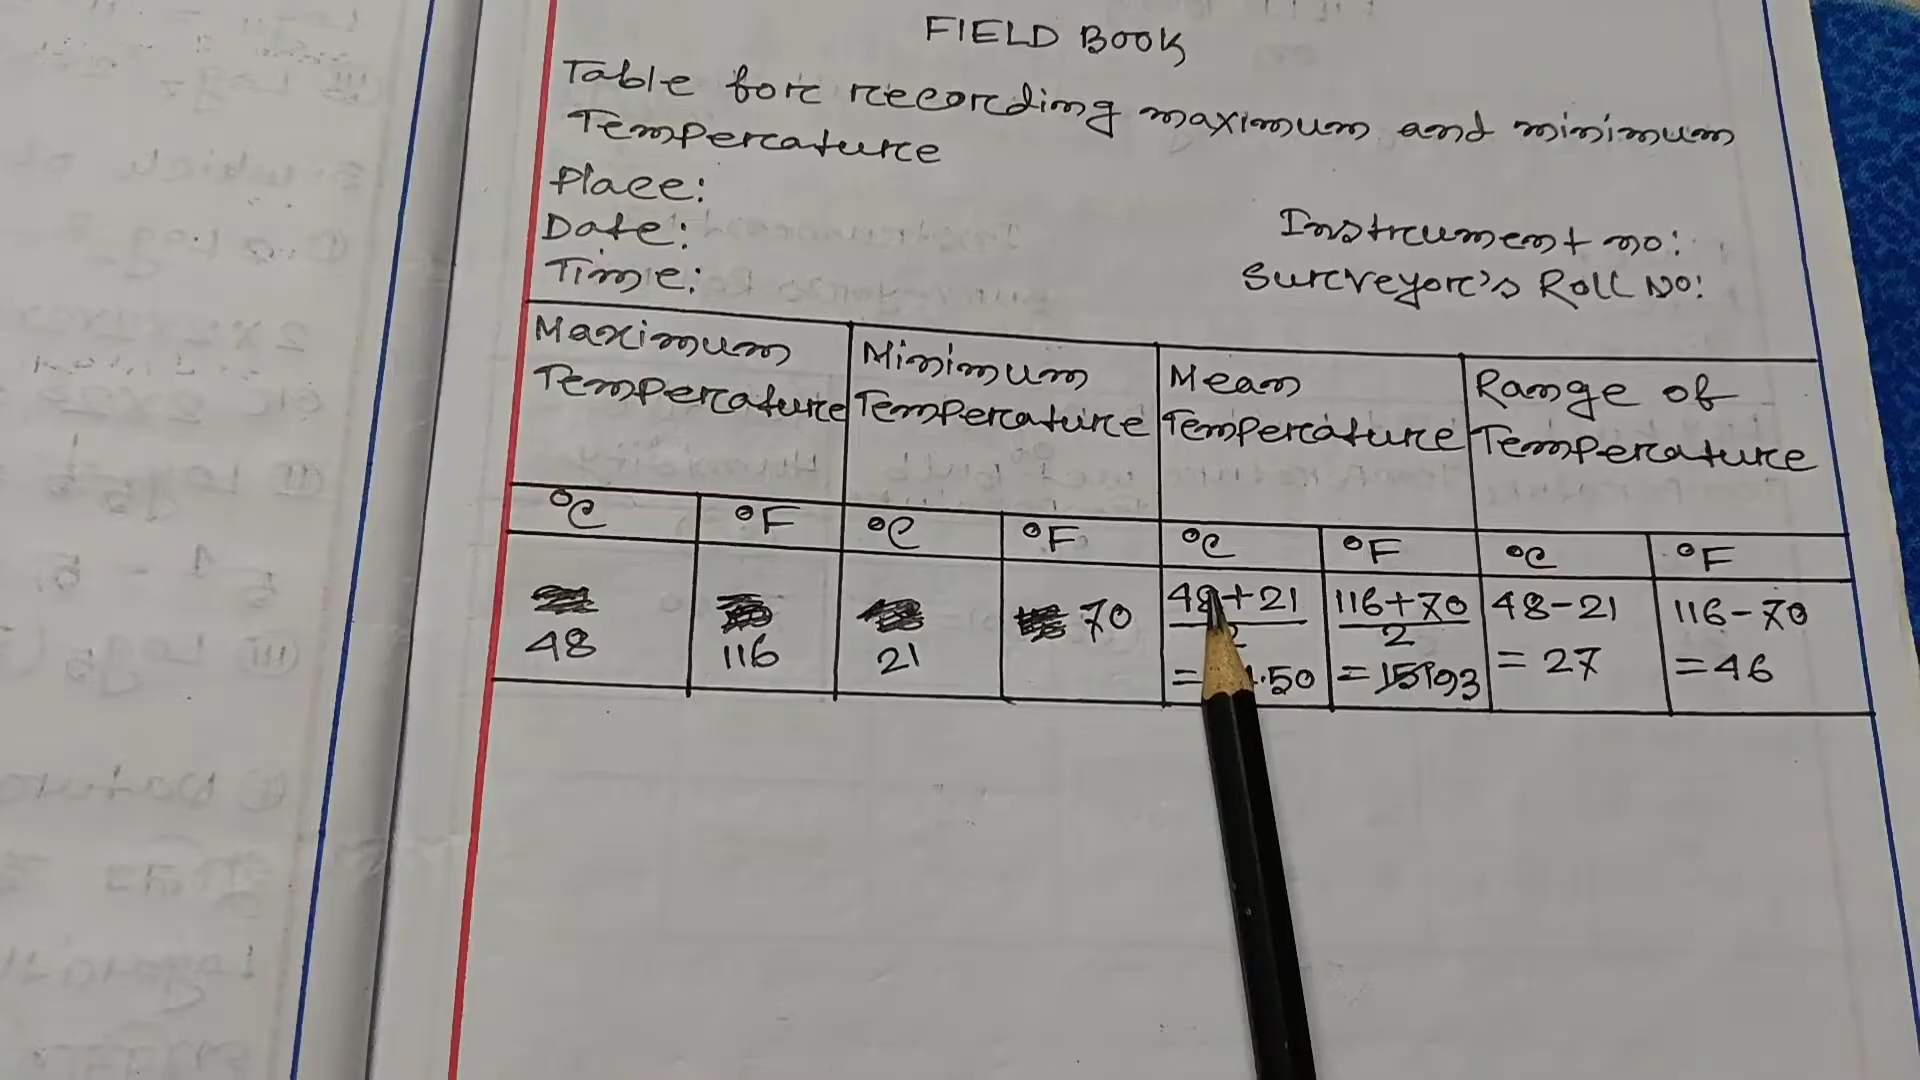 FIELD BOOK
Table for recording maximum and minimum
Temperature
Place:
Date:
Time:
Instrument no:
Surveyor's Roll No:
Maximum Temperature
Minimum Temperature
Mean Temperature
Range of Temperature
°C °F °C °F °C °F °C °F
48 116 21 70
48+21
116+70
2
48-21
= 27
116-70
= 46